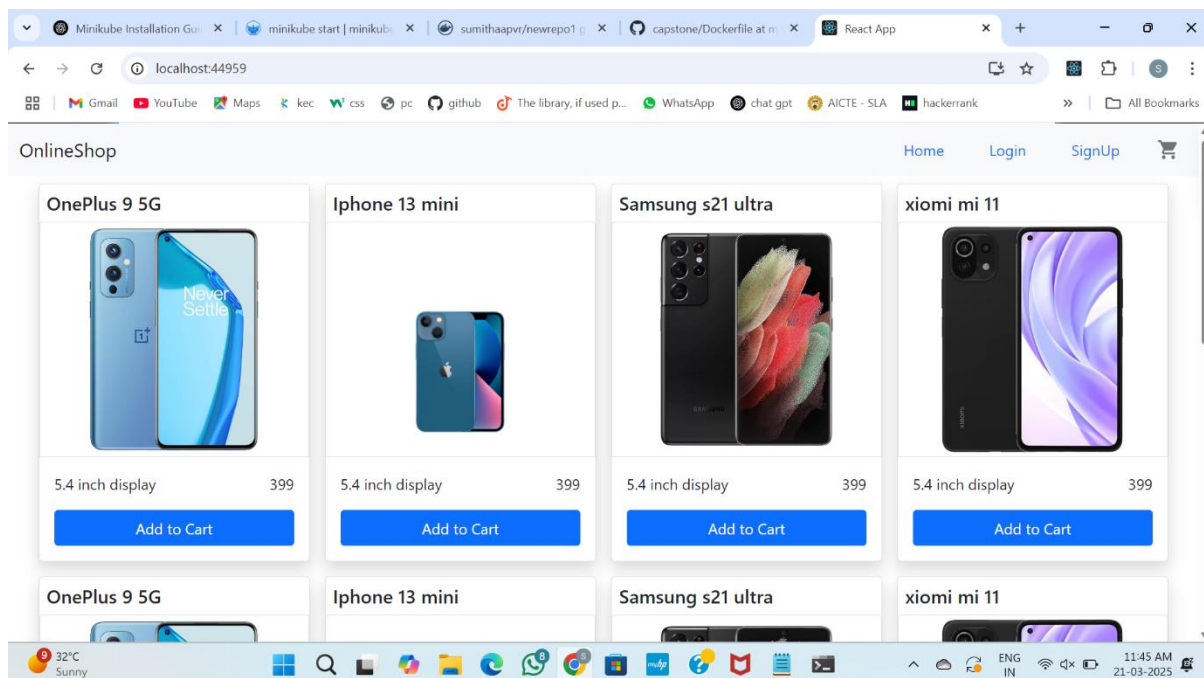 Minikube Installation Gui
minikube start | minikub
sumithaapvr/newrepo1 g
capstone/Dockerfile at m
React App
localhost:44959
S
Gmail YouTube Maps kec css pc github The library, if used p... WhatsApp chat gpt AICTE - SLA hackerrank » All Bookmarks
OnlineShop Home Login SignUp
OnePlus 9 5G Iphone 13 mini Samsung s21 ultra xiomi mi 11
Never
Settle
SAMSUNG
xiaomi
5.4 inch display 399 5.4 inch display 399 5.4 inch display 399 5.4 inch display 399
Add to Cart Add to Cart Add to Cart Add to Cart
OnePlus 9 5G Iphone 13 mini Samsung s21 ultra xiomi mi 11
9 32°C
Sunny
8
S
ENG
IN
11:45 AM
21-03-2025